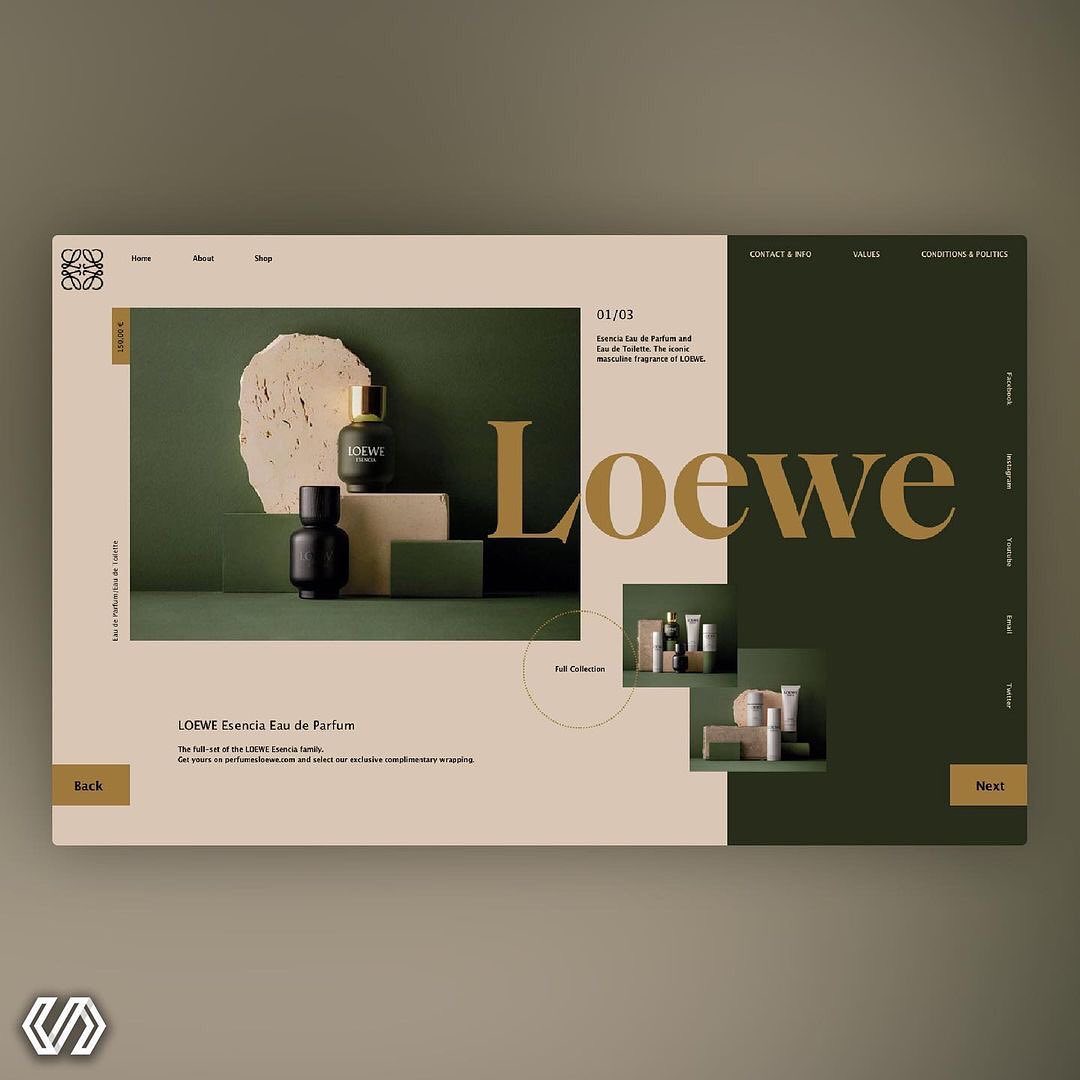 Home About Shop
CONTACT & INFO VALUES CONDITIONS & POLITICS
150,00 €
01/03
Esencia Eau de Parfum and
Eau de Toilette. The iconic
masculine fragrance of LOEWE.
LOEWE
ESENCIA
LOEWE
Eau de Parfum/Eau de Toilette
Loewe
Facebook
Instagram
Youtube
Email
Twitter
Full Collection
LOEWE Esencia Eau de Parfum
The full-set of the LOEWE Esencia family.
Get yours on perfumesloewe.com and select our exclusive complimentary wrapping.
Back
Next